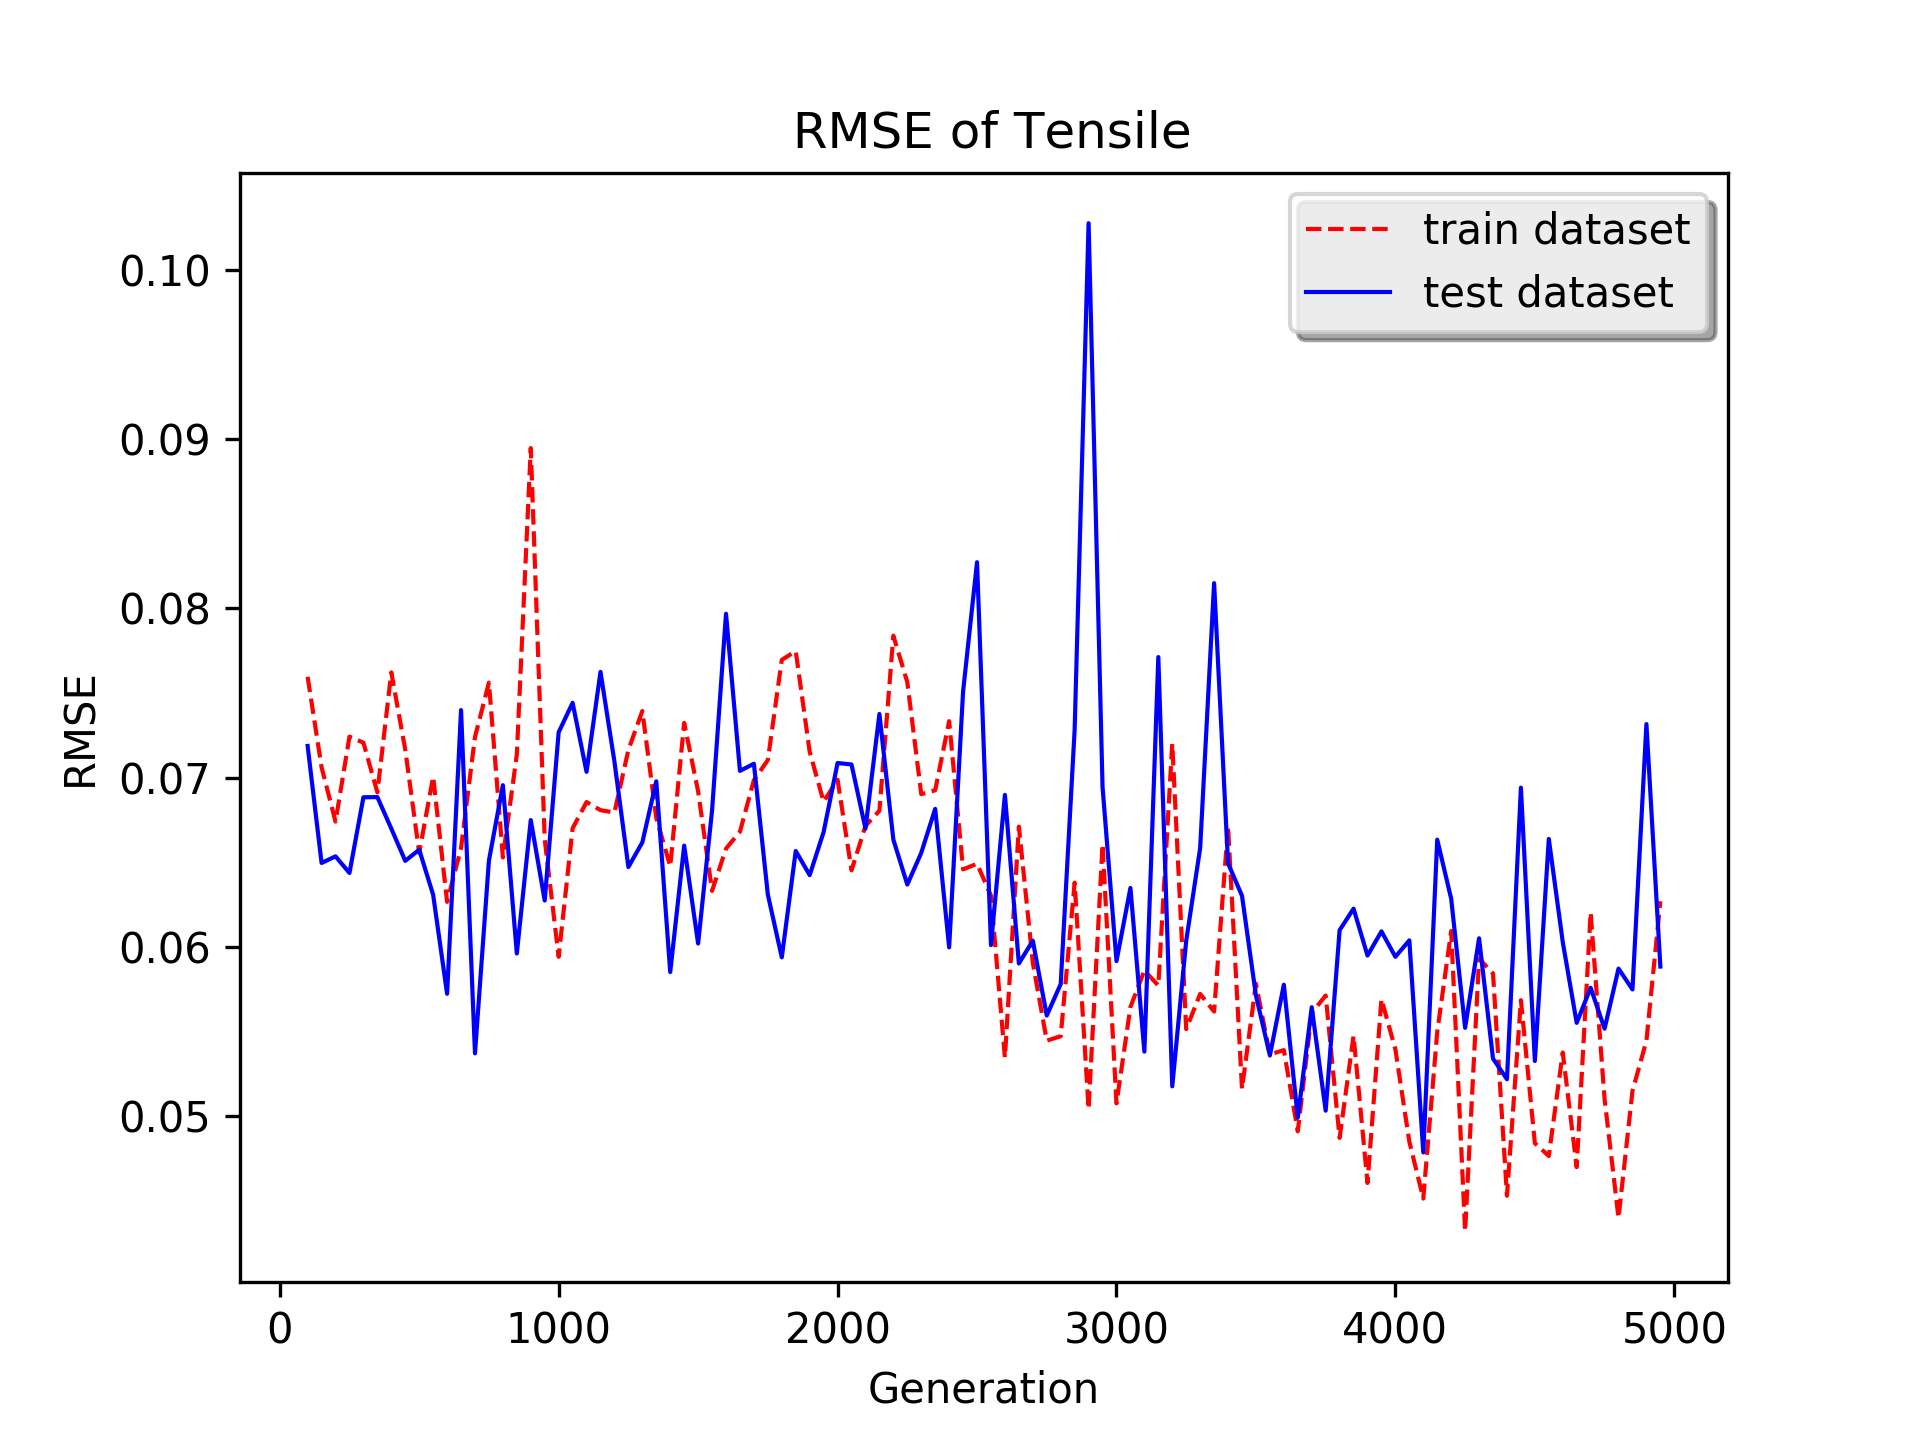 RMSE of Tensile
train dataset
test dataset
0.10
0.09
0.08
0.07
0.06
0.05
RMSE
0 1000 2000 3000 4000 5000
Generation